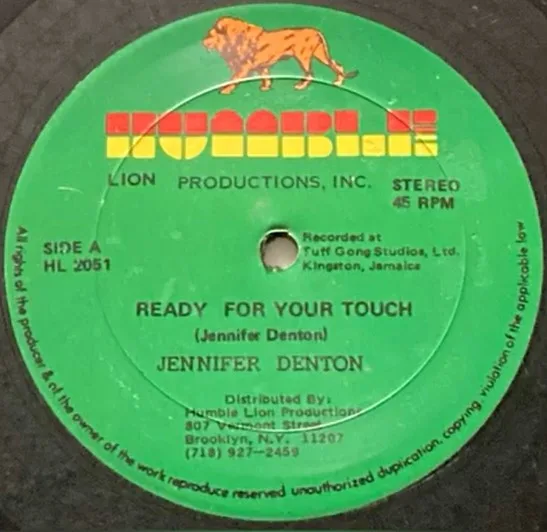 HUMBLE
LION PRODUCTIONS, INC.
STEREO
45 RPM
SIDE A
HL 2051
Recorded at
Tuff Gong Studios, Ltd.
Kingston, Jamaica
READY FOR YOUR TOUCH
(Jennifer Denton)
JENNIFER DENTON
Distributed By:
Humble Lion Productions
807 Vermont Street
Brooklyn, N.Y. 11207
(718) 927-2459
All rights of the producer & of the owner of the work reproduce reserved unauthorized duplication, copying, violation of the applicable law